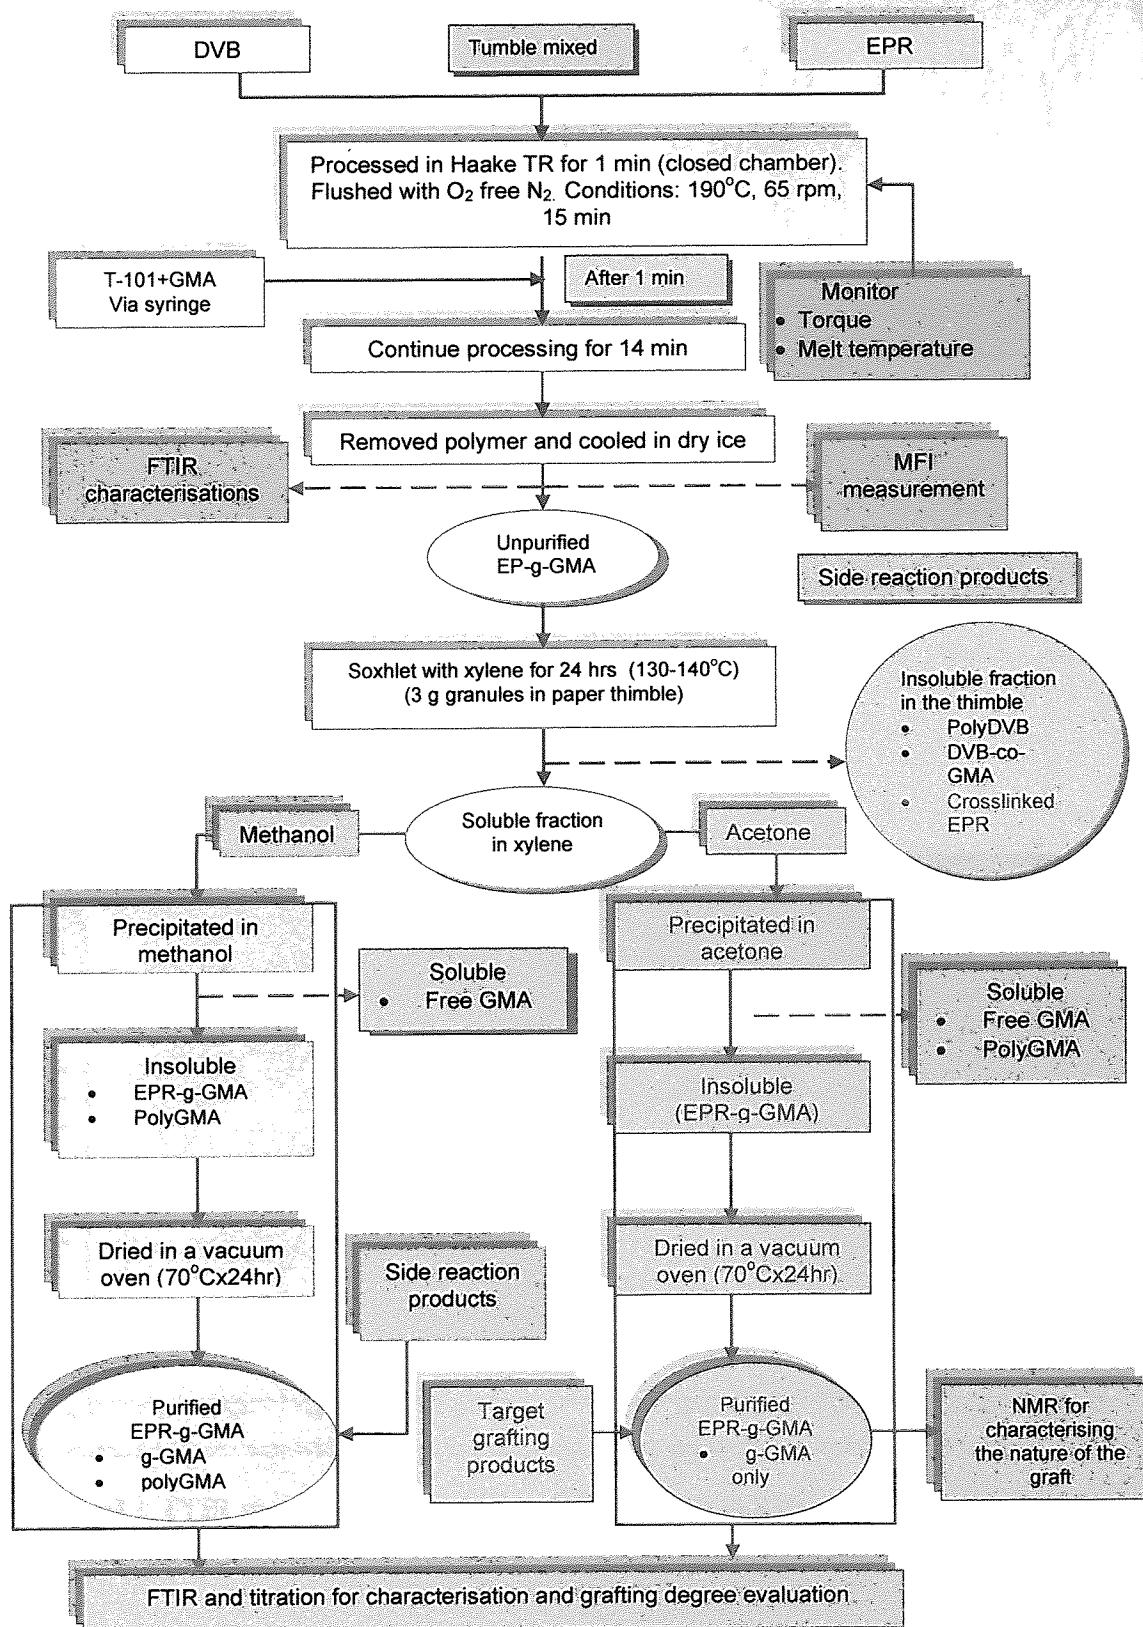 DVB
Tumble mixed
EPR
Processed in Haake TR for 1 min (closed chamber).
Flushed with O2 free N2. Conditions: 190°C, 65 rpm,
15 min
T-101+GMA
Via syringe
After 1 min
Monitor
• Torque
• Melt temperature
Continue processing for 14 min
Removed polymer and cooled in dry ice
FTIR
characterisations
MFI
measurement
Unpurified
EP-g-GMA
Side reaction products
Soxhlet with xylene for 24 hrs (130-140°C)
(3 g granules in paper thimble)
Insoluble fraction
in the thimble
• PolyDVB
• DVB-co-
GMA
• Crosslinked
EPR
Methanol
Soluble fraction
in xylene
Acetone
Precipitated in
methanol
Precipitated in
acetone
Soluble
• Free GMA
Soluble
• Free GMA
• PolyGMA
Insoluble
• EPR-g-GMA
• PolyGMA
Insoluble
(EPR-g-GMA)
Dried in a vacuum
oven (70°Cx24hr)
Side reaction
products
Dried in a vacuum
oven (70°Cx24hr)
Purified
EPR-g-GMA
• g-GMA
• polyGMA
Target
grafting
products
Purified
EPR-g-GMA
• g-GMA
only
NMR for
characterising
the nature of the
graft
FTIR and titration for characterisation and grafting degree evaluation